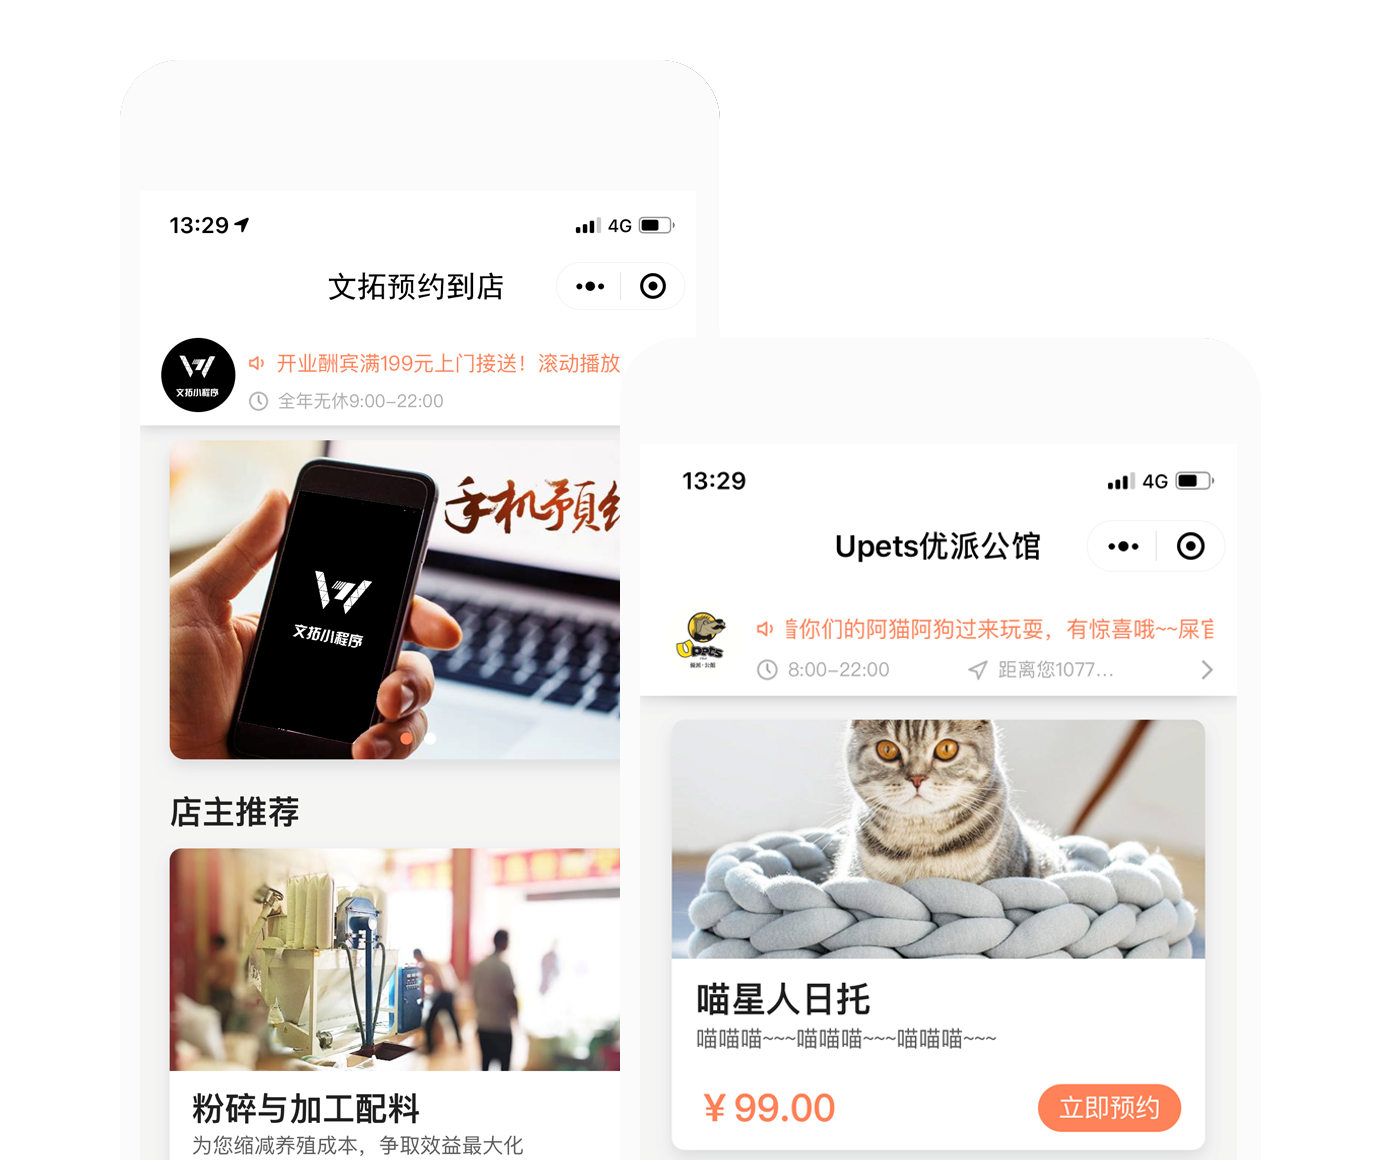 13:29
4G
文拓预约到店
文拓小程序
开业酬宾满199元上门接送！滚动播放
全年无休9:00-22:00
手机预
文拓小程序
店主推荐
粉碎与加工配料
为您缩减养殖成本，争取效益最大化
13:29
4G
Upets优派公馆
Upets
你们的阿猫阿狗过来玩耍，有惊喜哦~~屎
8:00-22:00
距离您1077...
喵星人日托
喵喵喵~~~喵喵喵~~~喵喵喵~~~
¥ 99.00
立即预约